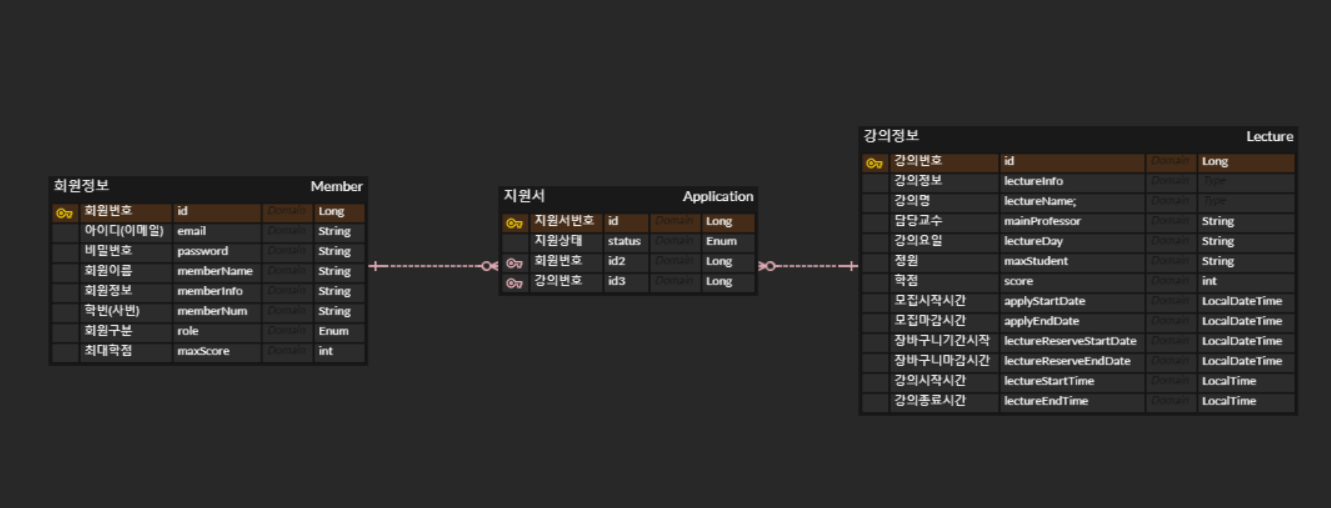 회원정보 Member
회원번호 id Domain Long
아이디(이메일) email Domain String
비밀번호 password Domain String
회원이름 memberName Domain String
회원정보 memberInfo Domain String
학번(사번) memberNum Domain String
회원구분 role Domain Enum
최대학점 maxScore Domain int
지원서 Application
지원서번호 id Domain Long
지원상태 status Domain Enum
회원번호 id2 Domain Long
강의번호 id3 Domain Long
강의정보 Lecture
강의번호 id Domain Long
강의정보 lectureInfo Domain Type
강의명 lectureName; Domain Type
담당교수 mainProfessor Domain String
강의요일 lectureDay Domain String
정원 maxStudent Domain String
학점 score Domain int
모집시작시간 applyStartDate Domain LocalDateTime
모집마감시간 applyEndDate Domain LocalDateTime
장바구니기간시작 lectureReserveStartDate Domain LocalDateTime
장바구니마감시간 lectureReserveEndDate Domain LocalDateTime
강의시작시간 lectureStartTime Domain LocalTime
강의종료시간 lectureEndTime Domain LocalTime